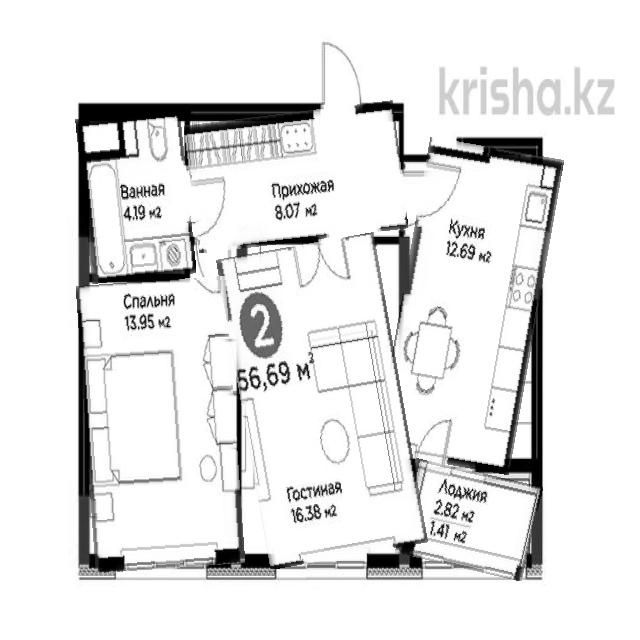 krisha.kz
Ванная
4.19 м2
Прихожая
8.07 м2
Кухня
12.69 м2
Спальня
13.95 м2
2
56,69 м2
Гостиная
16.38 м2
Лоджия
2.82 м2
1.41 м2